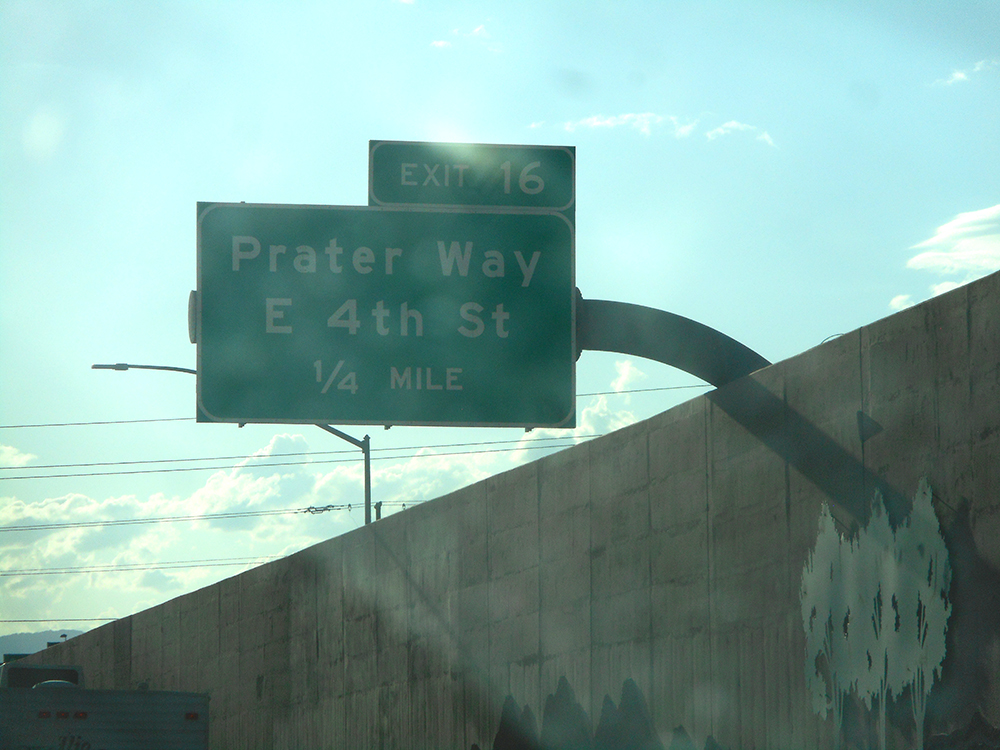 EXIT 16
Prater Way
E 4th St
1/4 MILE